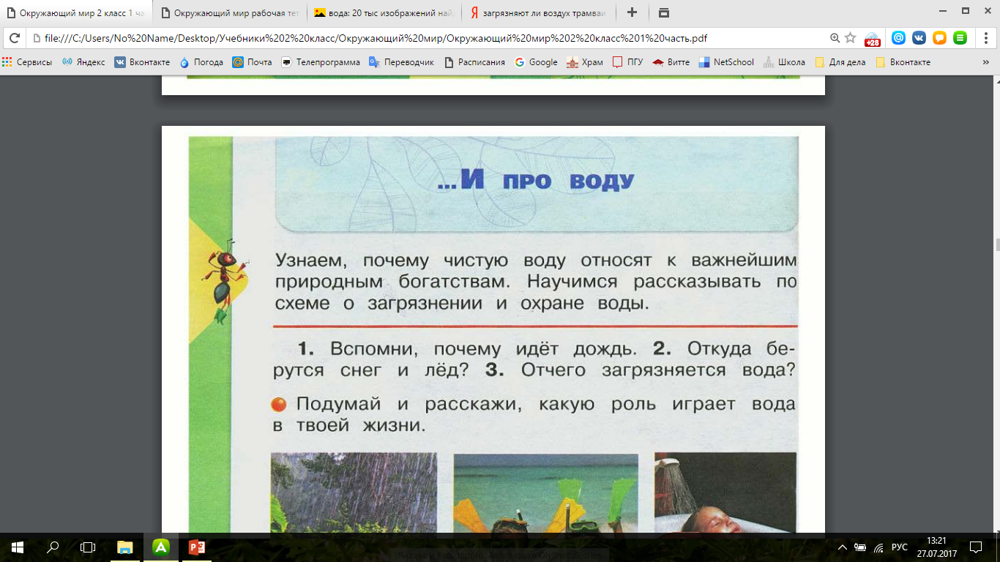 Окружающий мир 2 класс 1 ча
Окружающий мир рабочая тет
вода: 20 тыс изображений най
загрязняют ли воздух трамваи
file:///C:/Users/No%20Name/Desktop/Учебники%202%20класс/Окружающий%20мир/Окружающий%20мир%202%20класс%201%20часть.pdf
+28
Сервисы Яндекс Вконтакте Погода Почта Телепрограмма Переводчик Расписания Google Храм ПГУ Витте NetSchool Школа Для дела Вконтакте »
...И ПРО ВОДУ
Узнаем, почему чистую воду относят к важнейшим
природным богатствам. Научимся рассказывать по
схеме о загрязнении и охране воды.
1. Вспомни, почему идёт дождь. 2. Откуда бе-
рутся снег и лёд? 3. Отчего загрязняется вода?
Подумай и расскажи, какую роль играет вода
в твоей жизни.
РУС
13:21
27.07.2017